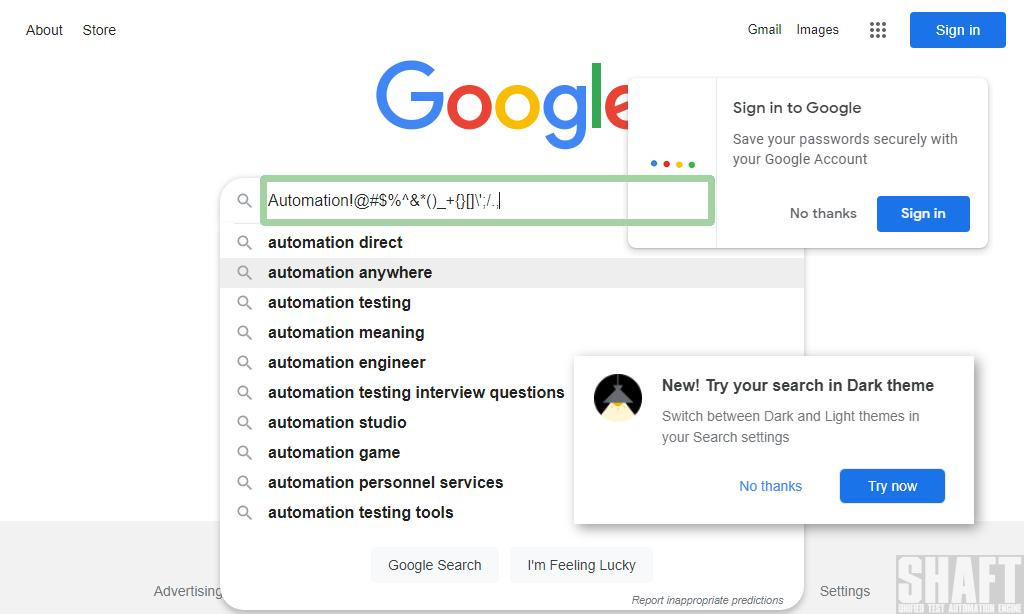 About Store Gmail Images Sign in
Google
Sign in to Google
Save your passwords securely with
your Google Account
No thanks Sign in
Automation!@#$%^&*()_+{}[]\';/.,
automation direct
automation anywhere
automation testing
automation meaning
automation engineer
automation testing interview questions
automation studio
automation game
automation personnel services
automation testing tools
New! Try your search in Dark theme
Switch between Dark and Light themes in
your Search settings
No thanks Try now
Google Search I'm Feeling Lucky
Advertising Settings
Report inappropriate predictions
SHAFT
UNIFIED TEST AUTOMATION ENGINE